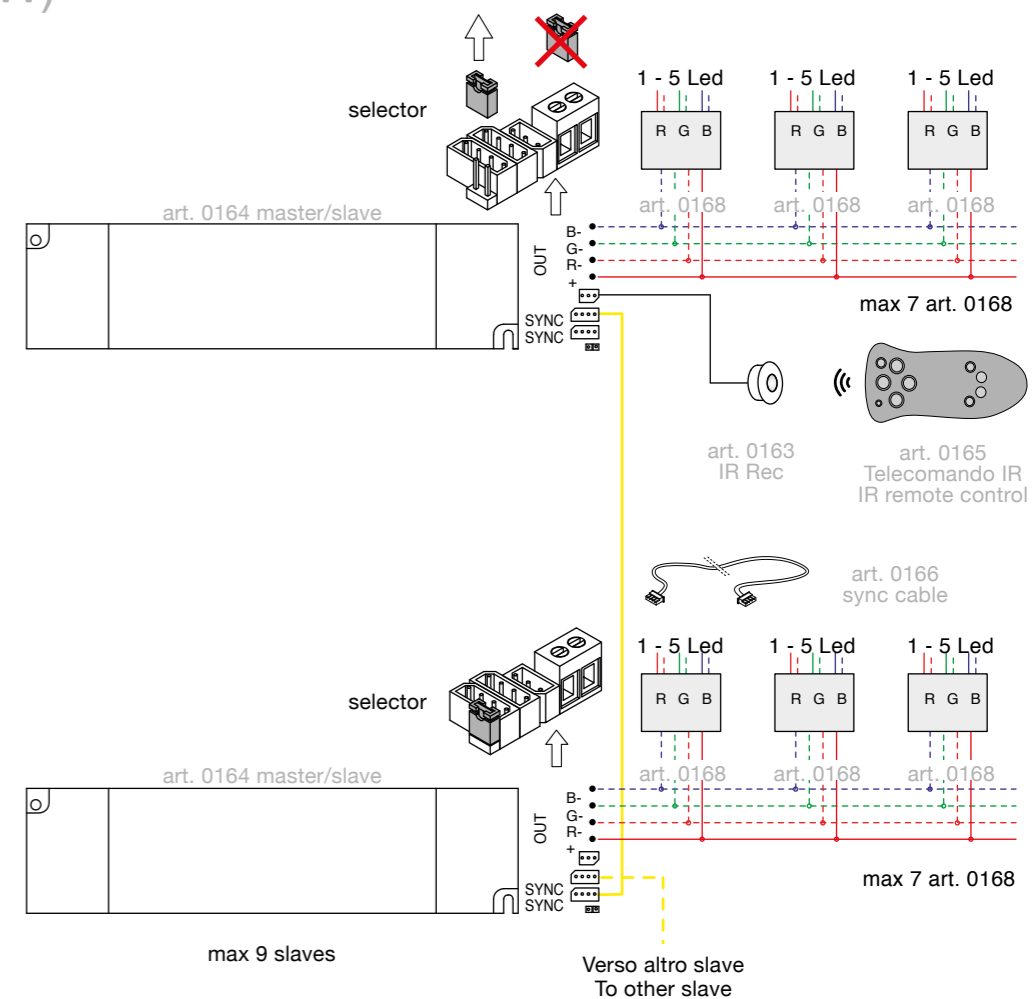 selector
1 - 5 Led
1 - 5 Led
1 - 5 Led
R G B
R G B
R G B
art. 0164 master/slave
art. 0168
art. 0168
art. 0168
OUT
B-
G-
R-
+
max 7 art. 0168
SYNC
SYNC
art. 0163
IR Rec
art. 0165
Telecomando IR
IR remote control
art. 0166
sync cable
selector
1 - 5 Led
1 - 5 Led
1 - 5 Led
R G B
R G B
R G B
art. 0164 master/slave
art. 0168
art. 0168
art. 0168
OUT
B-
G-
R-
+
max 7 art. 0168
SYNC
SYNC
max 9 slaves
Verso altro slave
To other slave